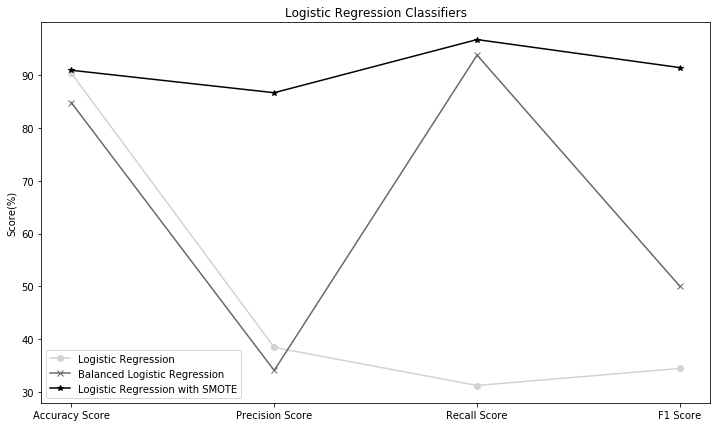 Logistic Regression Classifiers
Score(%)
90
80
70
60
50
40
30
Logistic Regression
Balanced Logistic Regression
Logistic Regression with SMOTE
Accuracy Score
Precision Score
Recall Score
F1 Score